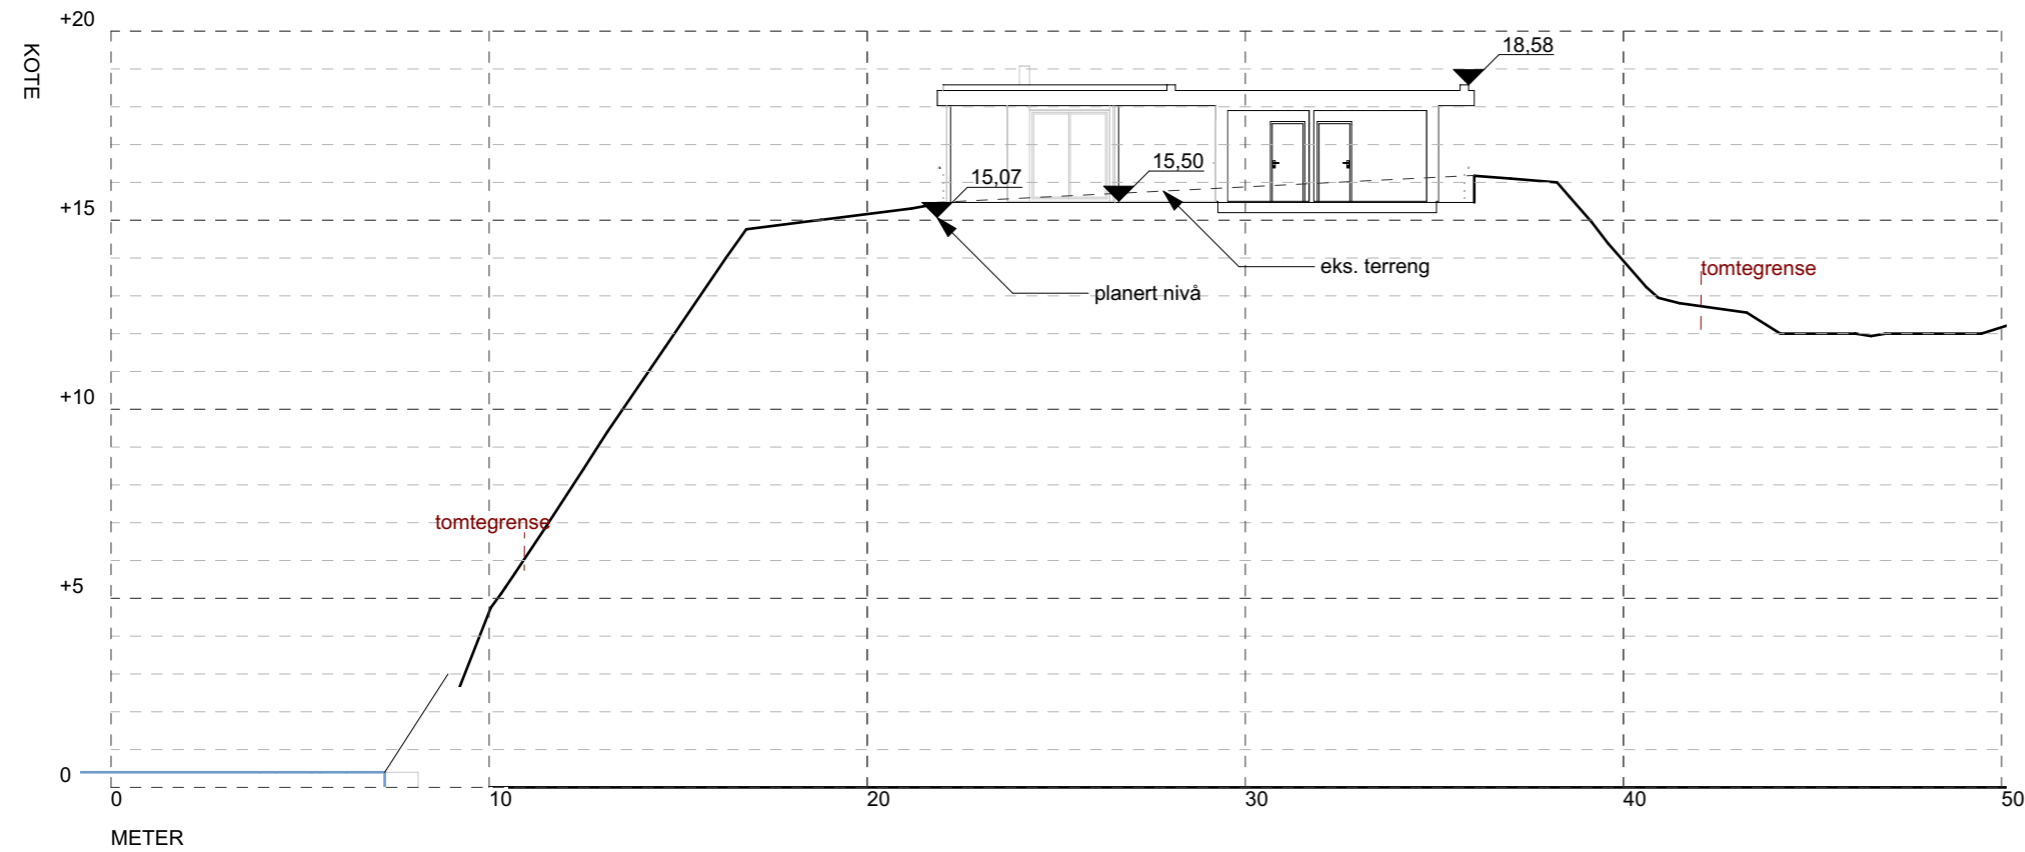 +20
KOTE
18,58
15,50
15,07
+15
eks. terreng
tomtegrense
planert nivå
+10
tomtegrense
+5
0
0
10
20
30
40
50
METER